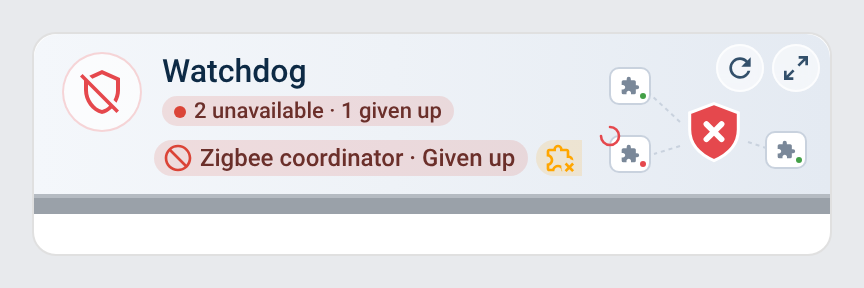 Watchdog
2 unavailable · 1 given up
Zigbee coordinator · Given up